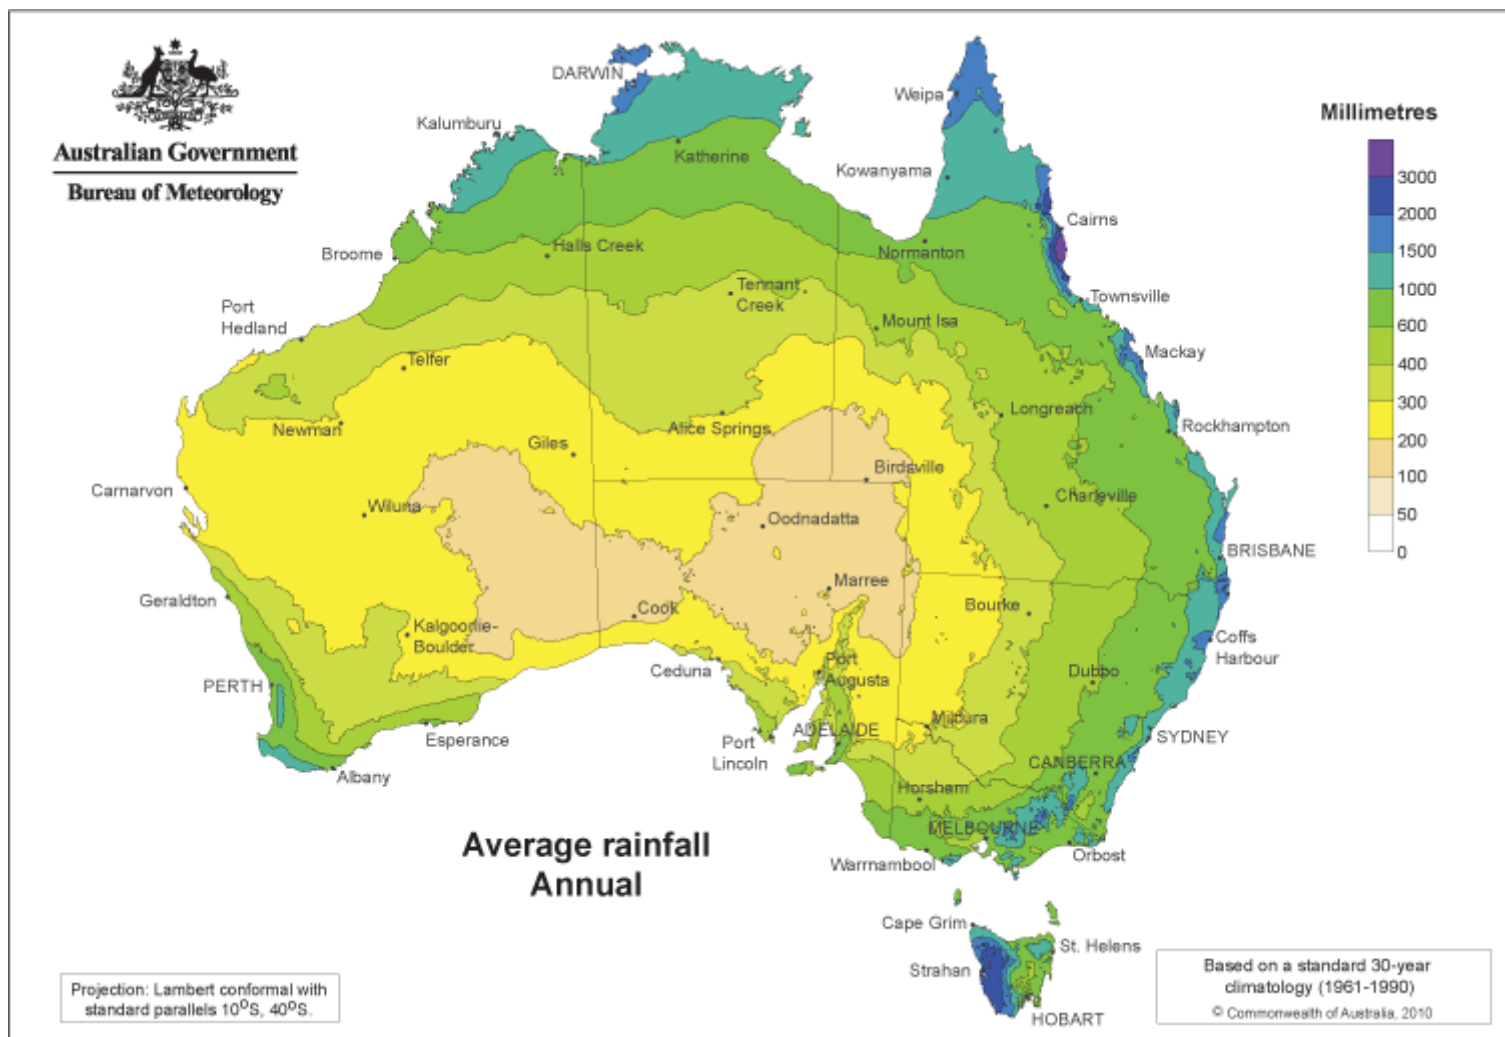 Australian Government
Bureau of Meteorology
DARWIN
Kalumburu
Katherine
Weipa
Kowanyama
Cairns
Millimetres
3000
2000
1500
1000
600
400
300
200
100
50
0
Broome
Halls Creek
Normanton
Port
Hedland
Tennant
Creek
Mount Isa
Townsville
Mackay
Telfer
Newman
Alice Springs
Longreach
Rockhampton
Giles
Birdsville
Carnarvon
Wiluna
Oodnadatta
Charleville
BRISBANE
Geraldton
Marree
Cook
Bourke
Kalgoorlie-
Boulder
Coffs
Harbour
Ceduna
Port
Augusta
Dubbo
PERTH
Esperance
Albany
Port
Lincoln
ADELAIDE
Mildura
SYDNEY
CANBERRA
Horsham
MELBOURNE
Warrnambool
Orbost
Average rainfall
Annual
Cape Grim
St. Helens
Strahan
HOBART
Projection: Lambert conformal with
standard parallels 10⁰S, 40⁰S.
Based on a standard 30-year
climatology (1961-1990)
© Commonwealth of Australia, 2010